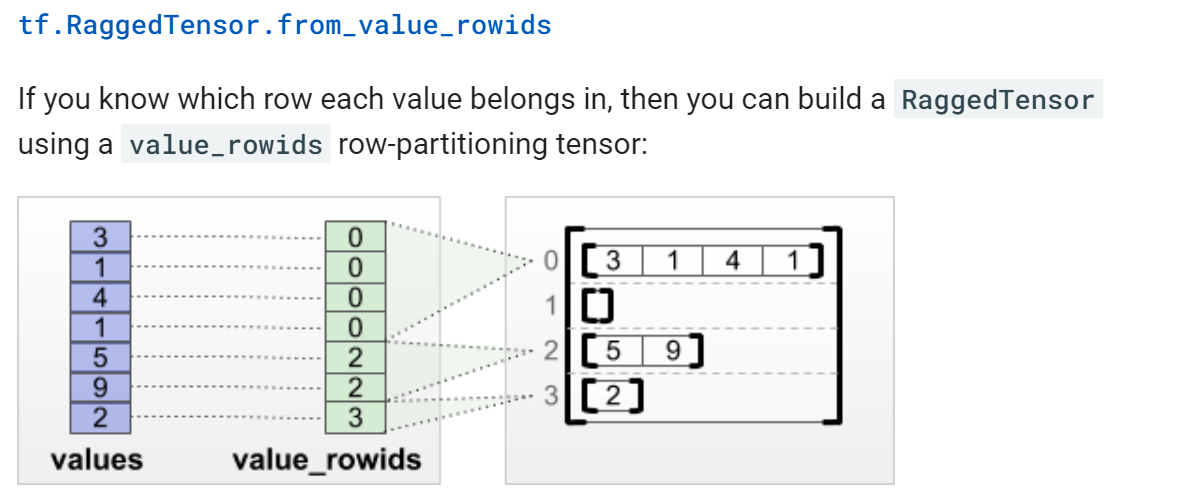 tf.RaggedTensor.from_value_rowids
If you know which row each value belongs in, then you can build a RaggedTensor
using a value_rowids row-partitioning tensor:
3 0
1 0
4 0
1 0
5 2
9 2
2 3
values value_rowids
0 [3 1 4 1]
1 []
2 [5 9]
3 [2]